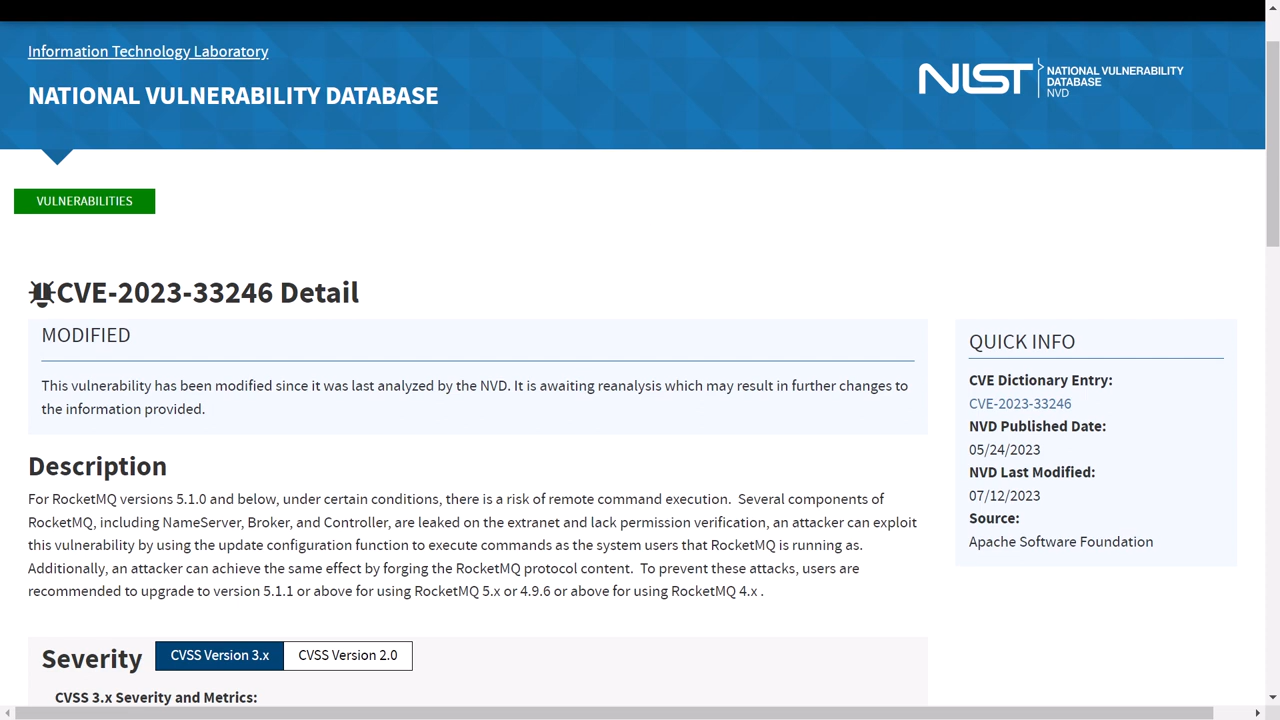 Information Technology Laboratory
NATIONAL VULNERABILITY DATABASE
NIST
NATIONAL VULNERABILITY
DATABASE
NVD
VULNERABILITIES
CVE-2023-33246 Detail
MODIFIED
This vulnerability has been modified since it was last analyzed by the NVD. It is awaiting reanalysis which may result in further changes to
the information provided.
Description
For RocketMQ versions 5.1.0 and below, under certain conditions, there is a risk of remote command execution.  Several components of
RocketMQ, including NameServer, Broker, and Controller, are leaked on the extranet and lack permission verification, an attacker can exploit
this vulnerability by using the update configuration function to execute commands as the system users that RocketMQ is running as.
Additionally, an attacker can achieve the same effect by forging the RocketMQ protocol content.  To prevent these attacks, users are
recommended to upgrade to version 5.1.1 or above for using RocketMQ 5.x or 4.9.6 or above for using RocketMQ 4.x .
Severity
CVSS Version 3.x
CVSS Version 2.0
CVSS 3.x Severity and Metrics:
QUICK INFO
CVE Dictionary Entry:
CVE-2023-33246
NVD Published Date:
05/24/2023
NVD Last Modified:
07/12/2023
Source:
Apache Software Foundation